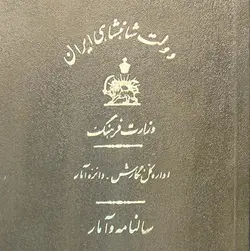 دولت شاهنشاهی ایران
وزارت فرهنگ
اداره کل نگارش - دائره آمار
سالنامه و آمار